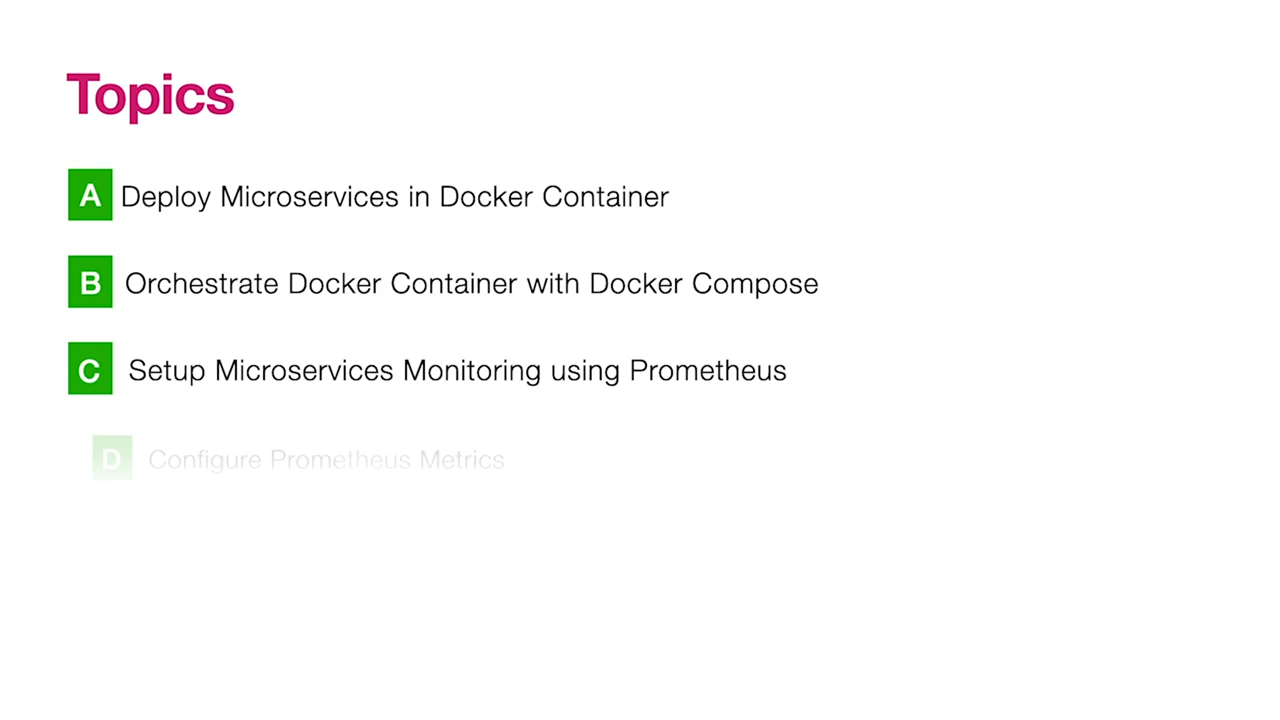 Topics
A Deploy Microservices in Docker Container
B Orchestrate Docker Container with Docker Compose
C Setup Microservices Monitoring using Prometheus
D Configure Prometheus Metrics